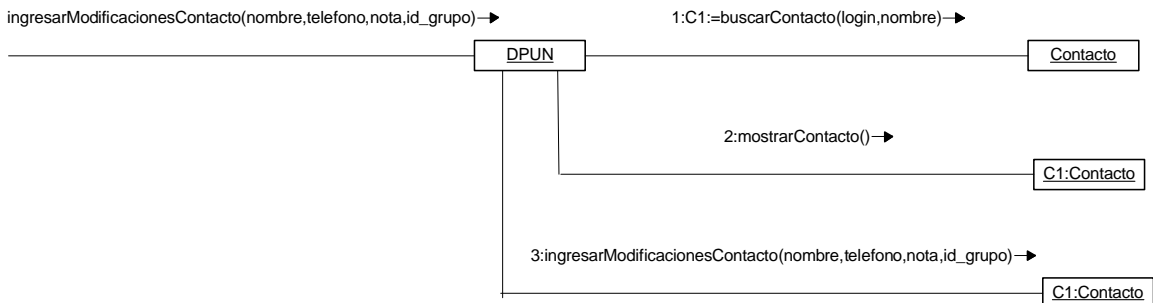 ingresarModificacionesContacto(nombre,telefono,nota,id_grupo)
1:C1:=buscarContacto(login,nombre)
DPUN
Contacto
2:mostrarContacto()
C1:Contacto
3:ingresarModificacionesContacto(nombre,telefono,nota,id_grupo)
C1:Contacto